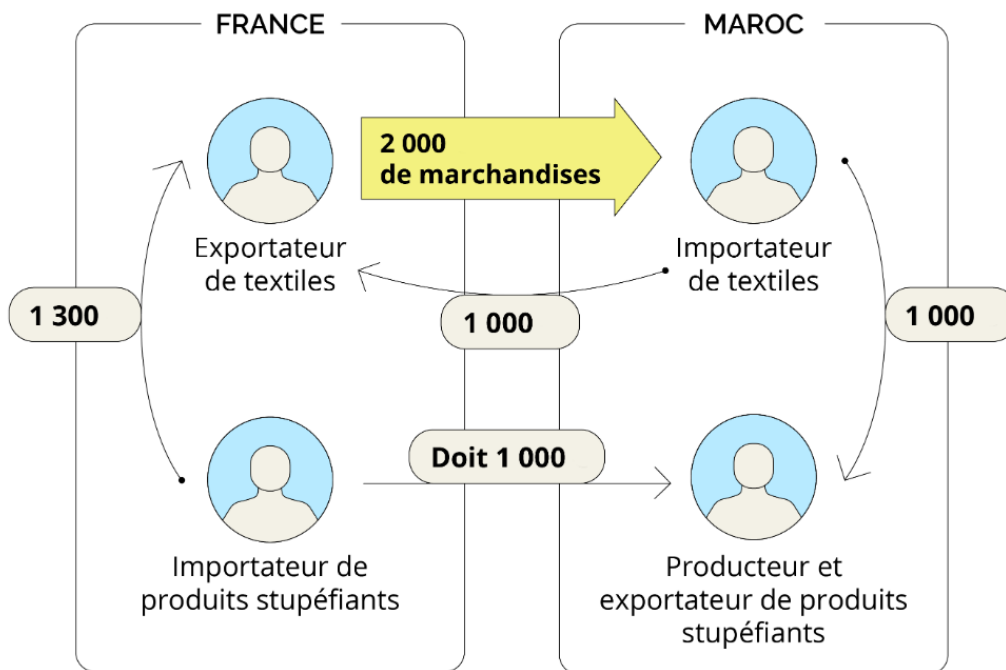 FRANCE
MAROC
2 000
de marchandises
Exportateur
de textiles
Importateur
de textiles
1 300
1 000
1 000
Doit 1 000
Importateur de
produits stupéfiants
Producteur et
exportateur de produits
stupéfiants